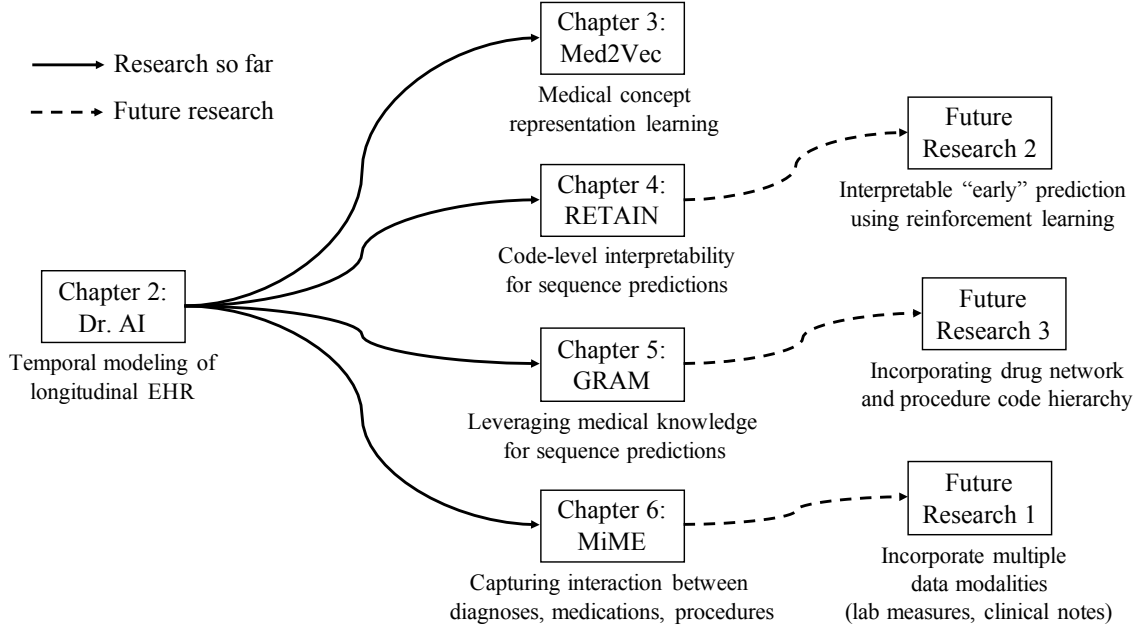 Research so far
Future research
Chapter 2:
Dr. AI
Temporal modeling of
longitudinal EHR
Chapter 3:
Med2Vec
Medical concept
representation learning
Chapter 4:
RETAIN
Code-level interpretability
for sequence predictions
Chapter 5:
GRAM
Leveraging medical knowledge
for sequence predictions
Chapter 6:
MiME
Capturing interaction between
diagnoses, medications, procedures
Future
Research 2
Interpretable “early” prediction
using reinforcement learning
Future
Research 3
Incorporating drug network
and procedure code hierarchy
Future
Research 1
Incorporate multiple
data modalities
(lab measures, clinical notes)